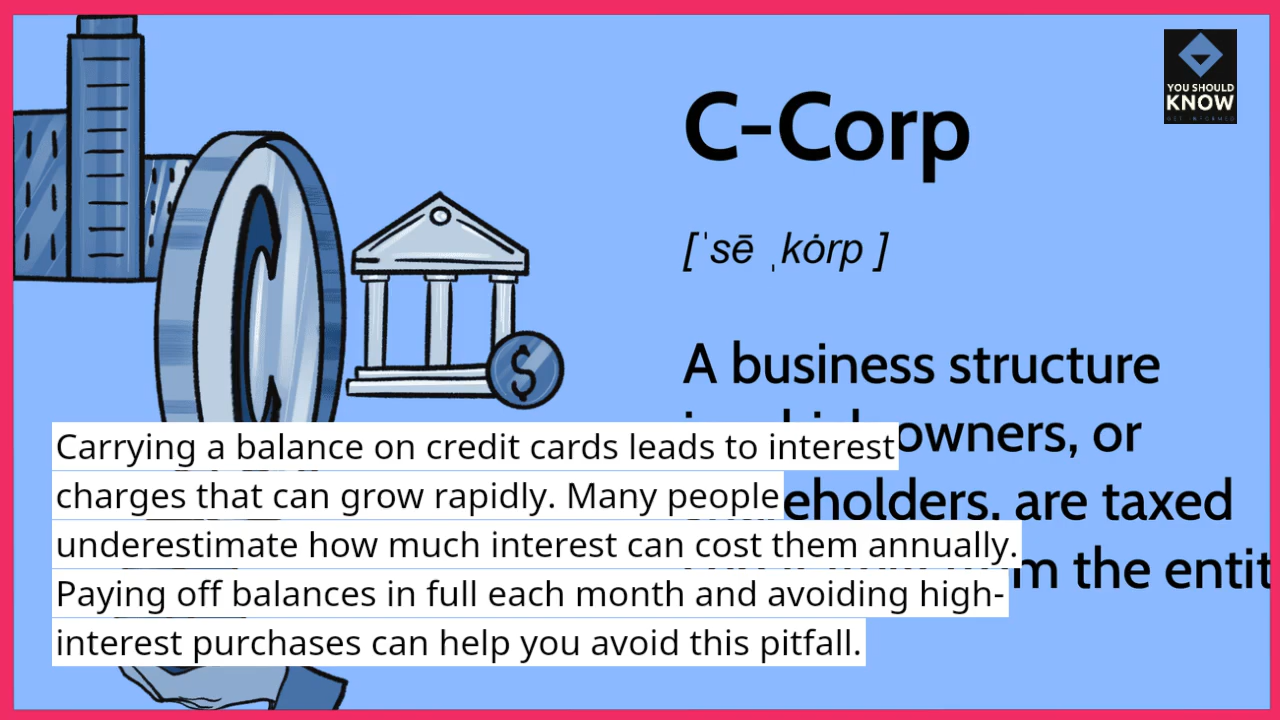 YOU SHOULD
KNOW
GET INFORMED
C-Corp
[ˈsē ˌkȯrp ]
A business structure
owners, or
eholders, are taxed
m the entit
Carrying a balance on credit cards leads to interest
charges that can grow rapidly. Many people
underestimate how much interest can cost them annually.
Paying off balances in full each month and avoiding high-
interest purchases can help you avoid this pitfall.
C
$